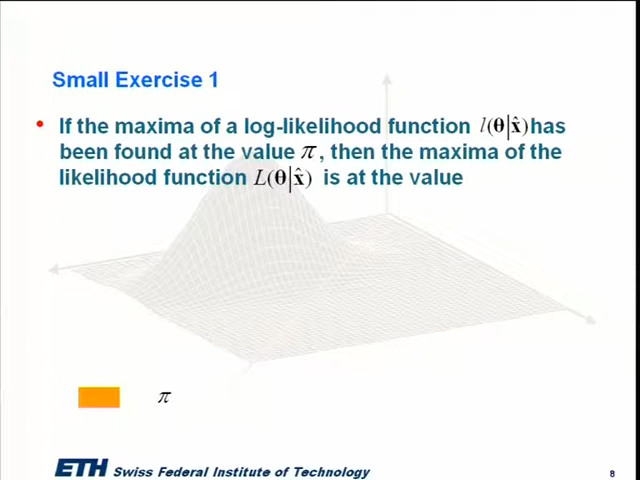 Small Exercise 1
• If the maxima of a log-likelihood function l(θ|x̂) has
been found at the value π, then the maxima of the
likelihood function L(θ|x̂) is at the value
π
ETH Swiss Federal Institute of Technology
8